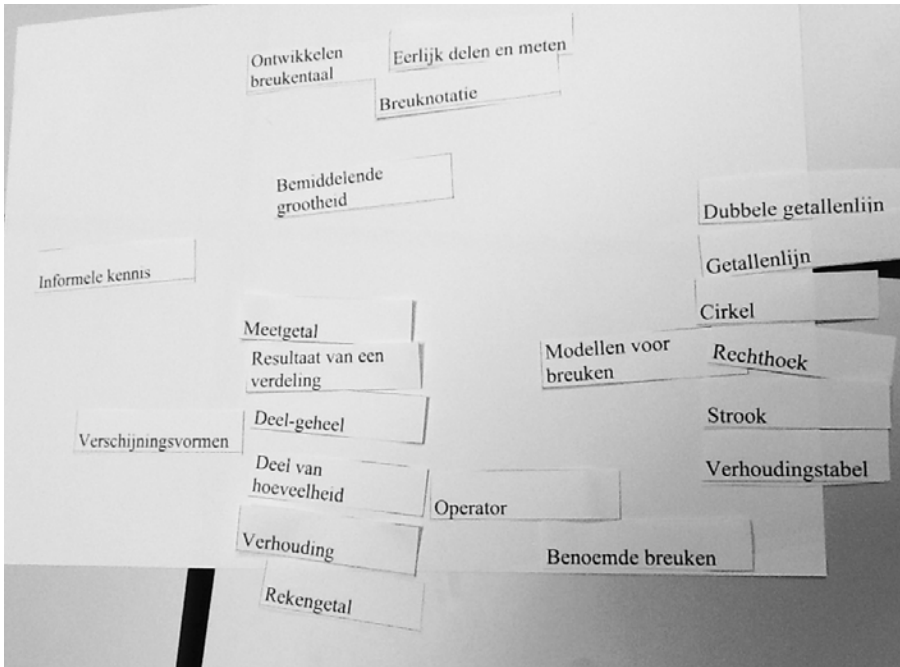 Ontwikkelen
breukentaal
Eerlijk delen en meten
Breuknotatie
Bemiddelende
grootheid
Informele kennis
Meetgetal
Resultaat van een
verdeling
Verschijningsvormen
Deel-geheel
Deel van
hoeveelheid
Operator
Verhouding
Benoemde breuken
Rekengetal
Modellen voor
breuken
Dubbele getallenlijn
Getallenlijn
Cirkel
Rechthoek
Strook
Verhoudingstabel